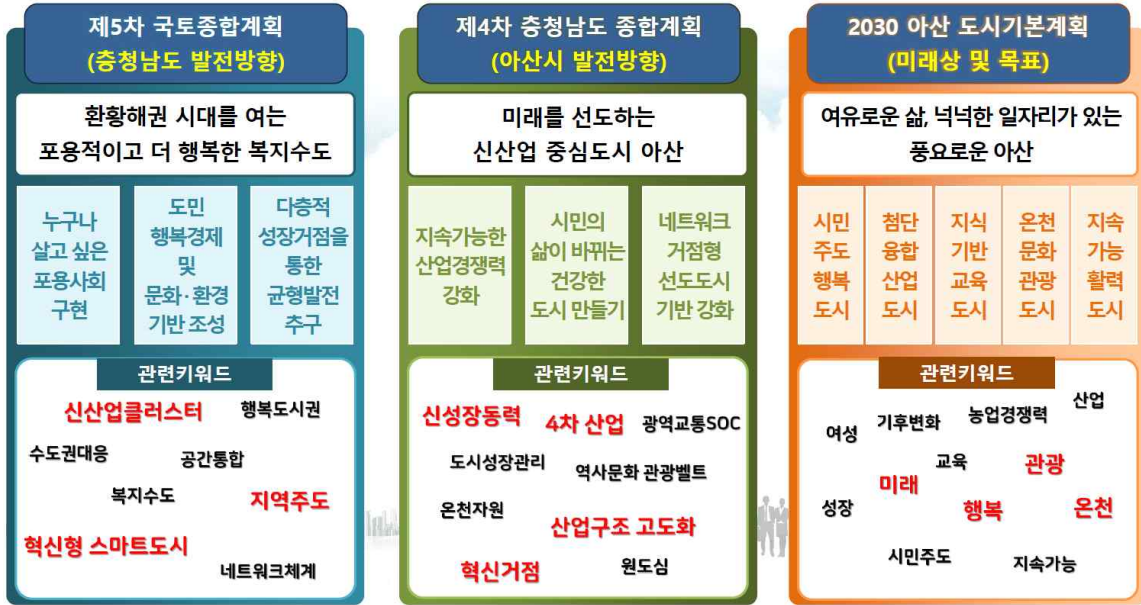 제5차 국토종합계획
(충청남도 발전방향)
환황해권 시대를 여는
포용적이고 더 행복한 복지수도
누구나
살고 싶은
포용사회
구현
도민
행복경제
및
문화·환경
기반 조성
다층적
성장거점을
통한
균형발전
추구
관련키워드
신산업클러스터
행복도시권
수도권대응
공간통합
복지수도
지역주도
혁신형 스마트도시
네트워크체계
제4차 충청남도 종합계획
(아산시 발전방향)
미래를 선도하는
신산업 중심도시 아산
지속가능한
산업경쟁력
강화
시민의
삶이 바뀌는
건강한
도시 만들기
네트워크
거점형
선도도시
기반 강화
관련키워드
신성장동력
4차 산업
광역교통SOC
도시성장관리
역사문화 관광벨트
온천자원
산업구조 고도화
혁신거점
원도심
2030 아산 도시기본계획
(미래상 및 목표)
여유로운 삶, 넉넉한 일자리가 있는
풍요로운 아산
시민
주도
행복
도시
첨단
융합
산업
도시
지식
기반
교육
도시
온천
문화
관광
도시
지속
가능
활력
도시
관련키워드
산업
여성
기후변화
농업경쟁력
교육
관광
미래
성장
행복
온천
시민주도
지속가능